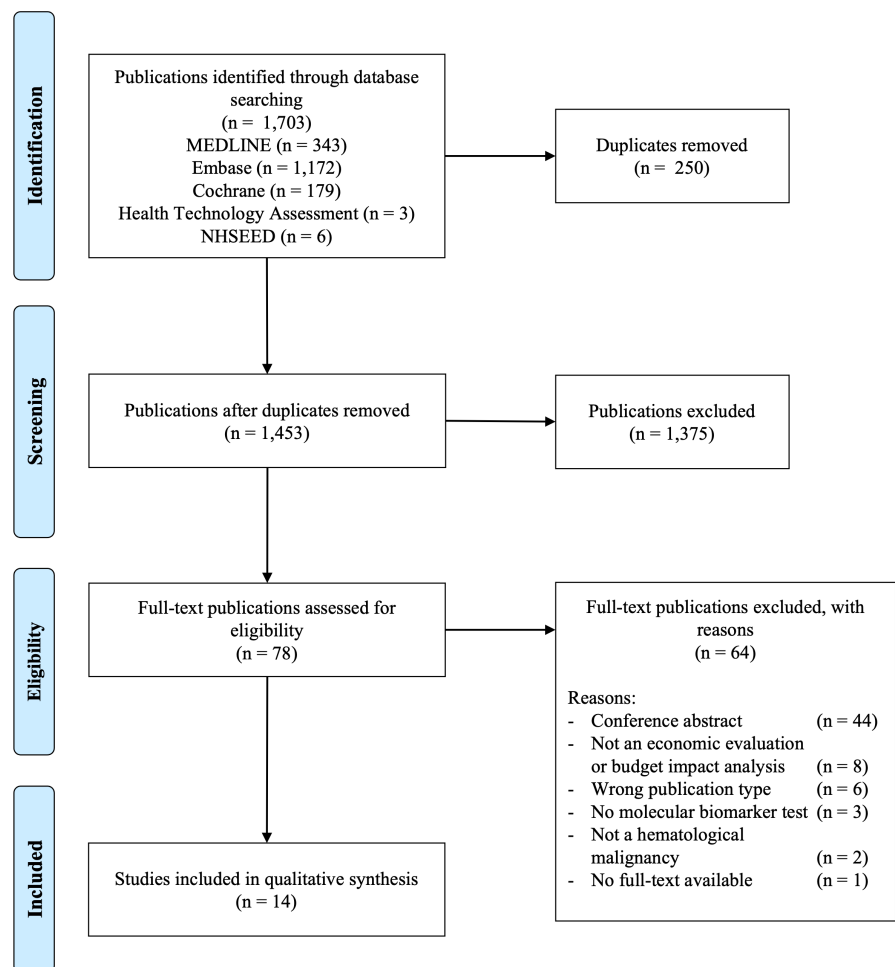 Identification
Publications identified through database
searching
(n =  1,703)
MEDLINE (n = 343)
Embase (n = 1,172)
Cochrane (n = 179)
Health Technology Assessment (n = 3)
NHSEED (n = 6)
Duplicates removed
(n =  250)
Screening
Publications after duplicates removed
(n = 1,453)
Publications excluded
(n = 1,375)
Eligibility
Full-text publications assessed for
eligibility
(n = 78)
Full-text publications excluded, with
reasons
(n = 64)
Reasons:
- Conference abstract (n = 44)
- Not an economic evaluation
or budget impact analysis (n = 8)
- Wrong publication type (n = 6)
- No molecular biomarker test (n = 3)
- Not a hematological
malignancy (n = 2)
- No full-text available (n = 1)
Included
Studies included in qualitative synthesis
(n = 14)